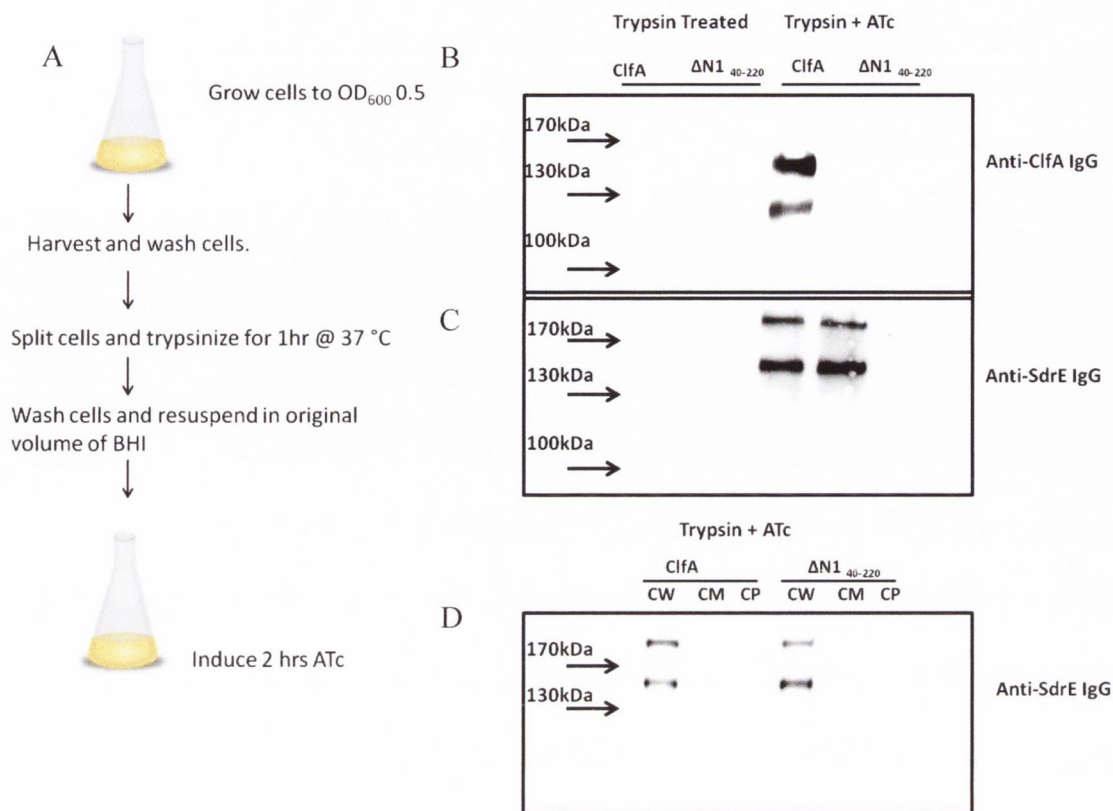 A
Grow cells to OD600 0.5
Harvest and wash cells.
Split cells and trypsinize for 1hr @ 37 °C
Wash cells and resuspend in original
volume of BHI
Induce 2 hrs ATc
B
Trypsin Treated Trypsin + ATc
ClfA ΔN1 40-220 ClfA ΔN1 40-220
170kDa
130kDa
100kDa
Anti-ClfA IgG
C
170kDa
130kDa
100kDa
Anti-SdrE IgG
Trypsin + ATc
ClfA ΔN1 40-220
CW CM CP CW CM CP
D
170kDa
130kDa
Anti-SdrE IgG